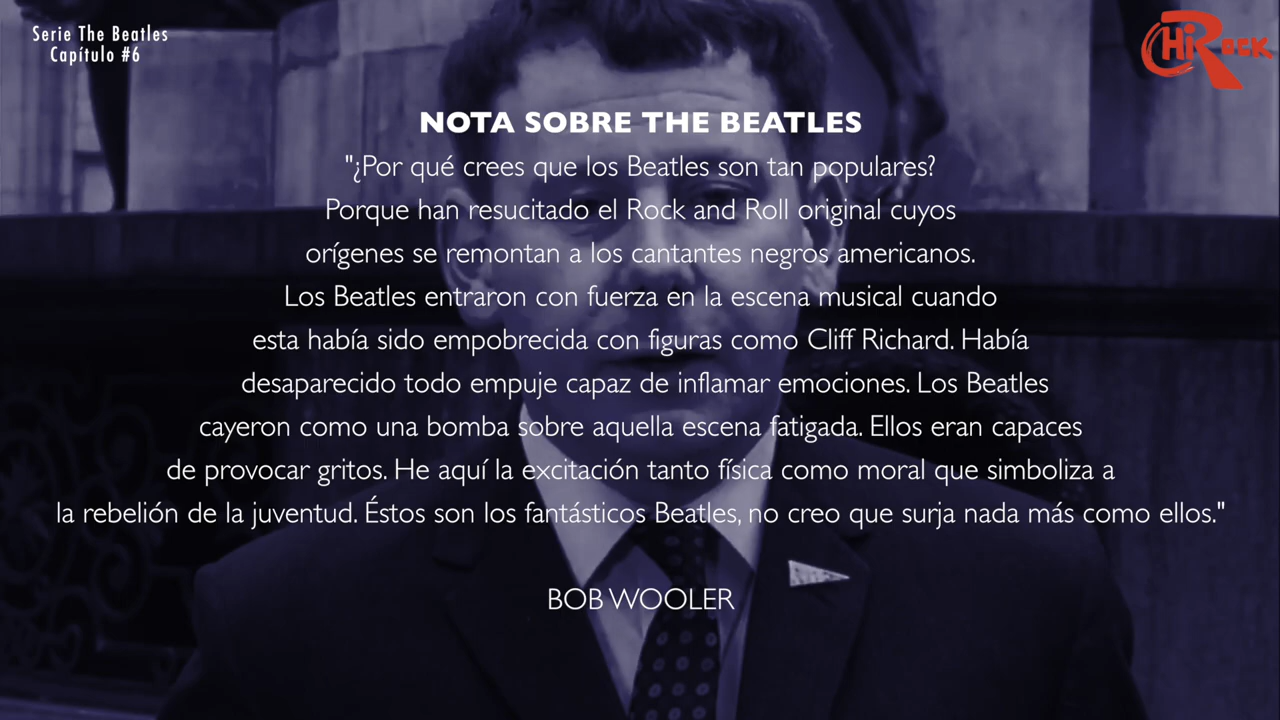 Serie The Beatles
Capítulo #6
CHiRock
NOTA SOBRE THE BEATLES
"¿Por qué crees que los Beatles son tan populares?
Porque han resucitado el Rock and Roll original cuyos
orígenes se remontan a los cantantes negros americanos.
Los Beatles entraron con fuerza en la escena musical cuando
esta había sido empobrecida con figuras como Cliff Richard. Había
desaparecido todo empuje capaz de inflamar emociones. Los Beatles
cayeron como una bomba sobre aquella escena fatigada. Ellos eran capaces
de provocar gritos. He aquí la excitación tanto física como moral que simboliza a
la rebelión de la juventud. Éstos son los fantásticos Beatles, no creo que surja nada más como ellos."
BOB WOOLER